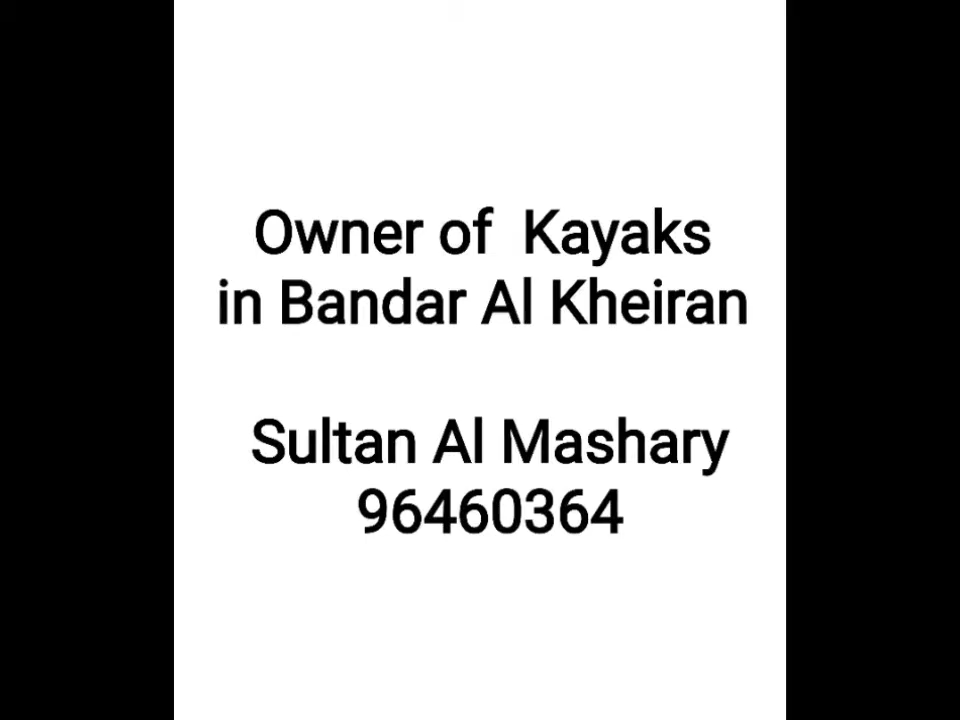 Owner of Kayaks
in Bandar Al Kheiran
Sultan Al Mashary
96460364